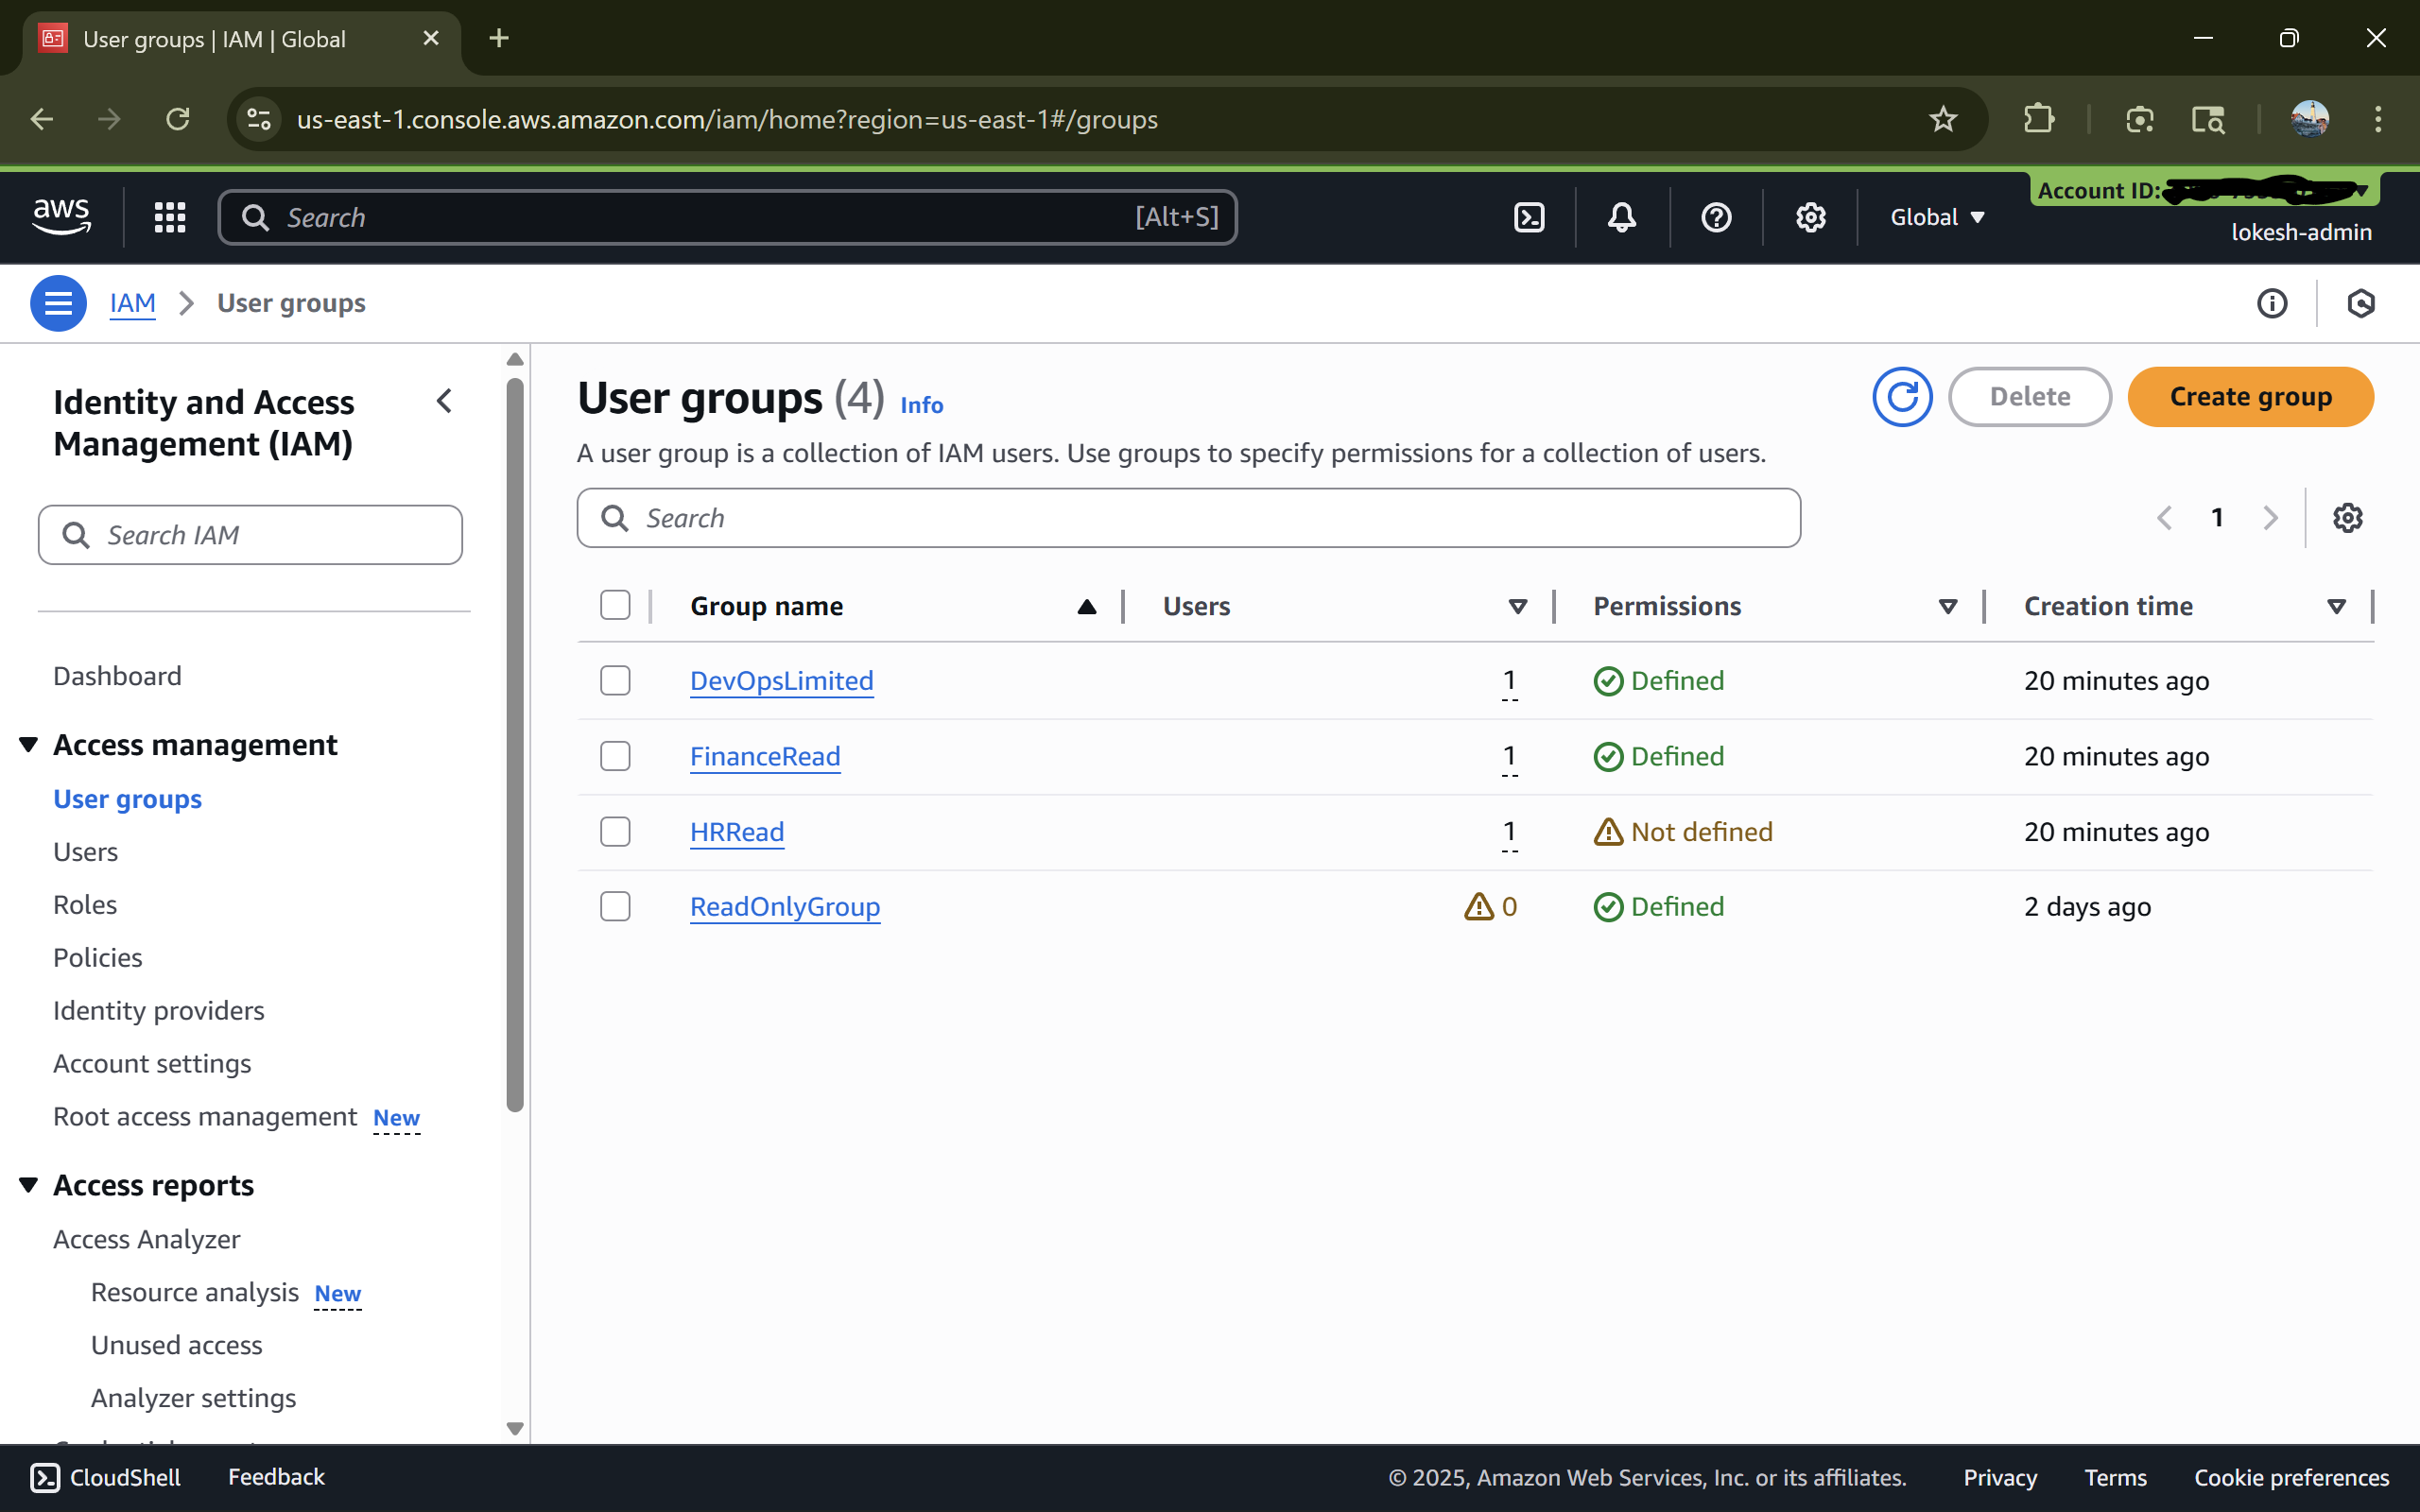 User groups | IAM | Global
us-east-1.console.aws.amazon.com/iam/home?region=us-east-1#/groups
aws
Search
[Alt+S]
Global
Account ID:
lokesh-admin
IAM
User groups
Identity and Access
Management (IAM)
Search IAM
Dashboard
Access management
User groups
Users
Roles
Policies
Identity providers
Account settings
Root access management New
Access reports
Access Analyzer
Resource analysis New
Unused access
Analyzer settings
User groups (4) Info
Delete
Create group
A user group is a collection of IAM users. Use groups to specify permissions for a collection of users.
Search
1
Group name Users Permissions Creation time
DevOpsLimited 1 Defined 20 minutes ago
FinanceRead 1 Defined 20 minutes ago
HRRead 1 Not defined 20 minutes ago
ReadOnlyGroup 0 Defined 2 days ago
CloudShell
Feedback
© 2025, Amazon Web Services, Inc. or its affiliates.
Privacy
Terms
Cookie preferences